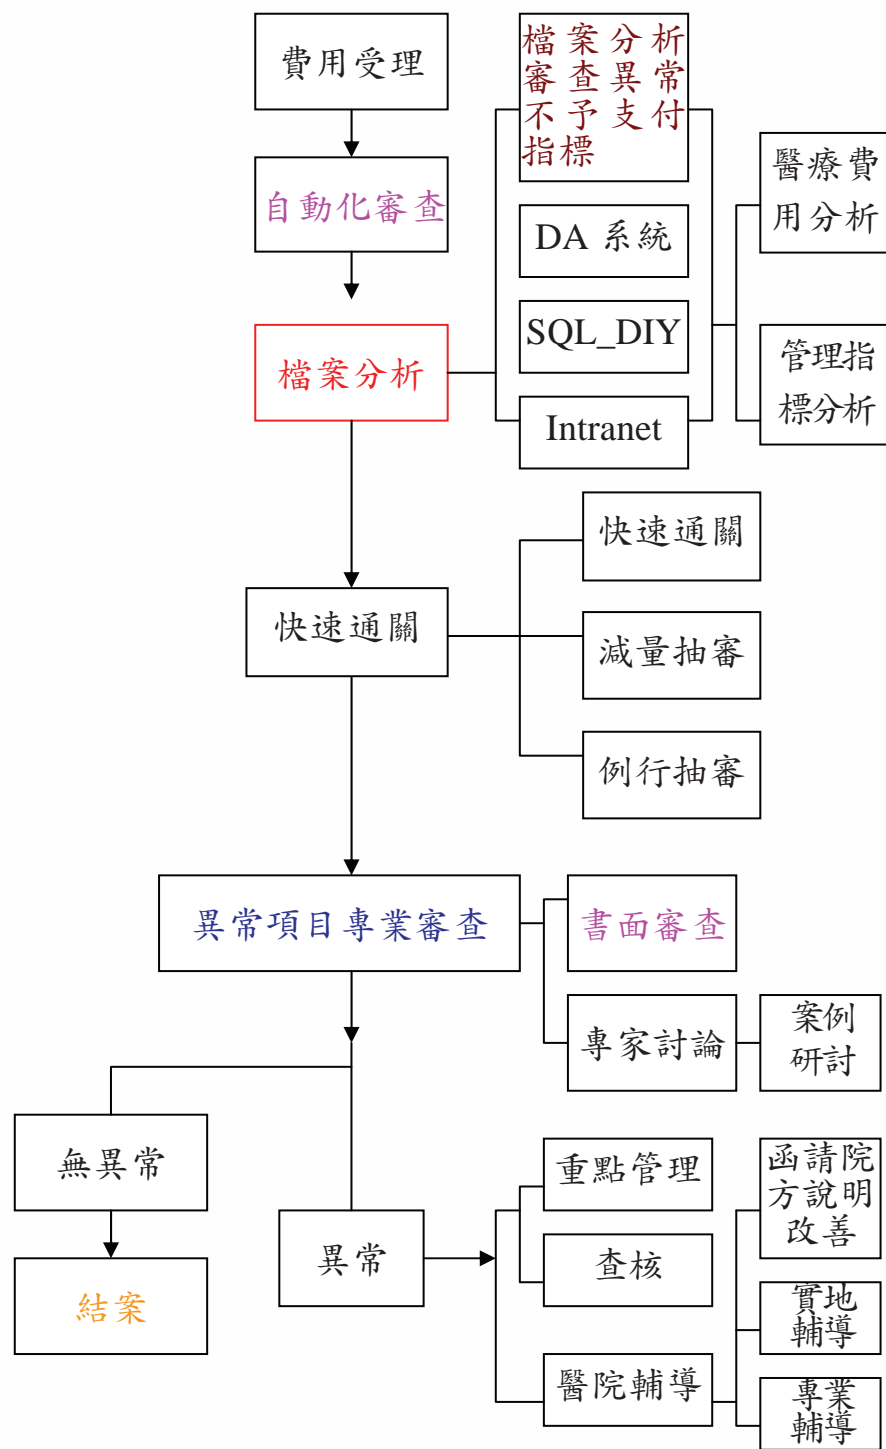 費用受理
自動化審查
檔案分析
檔案分析
審查異常
不予支付
指標
DA 系統
SQL_DIY
Intranet
醫療費
用分析
管理指
標分析
快速通關
快速通關
減量抽審
例行抽審
異常項目專業審查
書面審查
專家討論
案例
研討
無異常
結案
異常
重點管理
查核
醫院輔導
函請院
方說明
改善
實地
輔導
專業
輔導